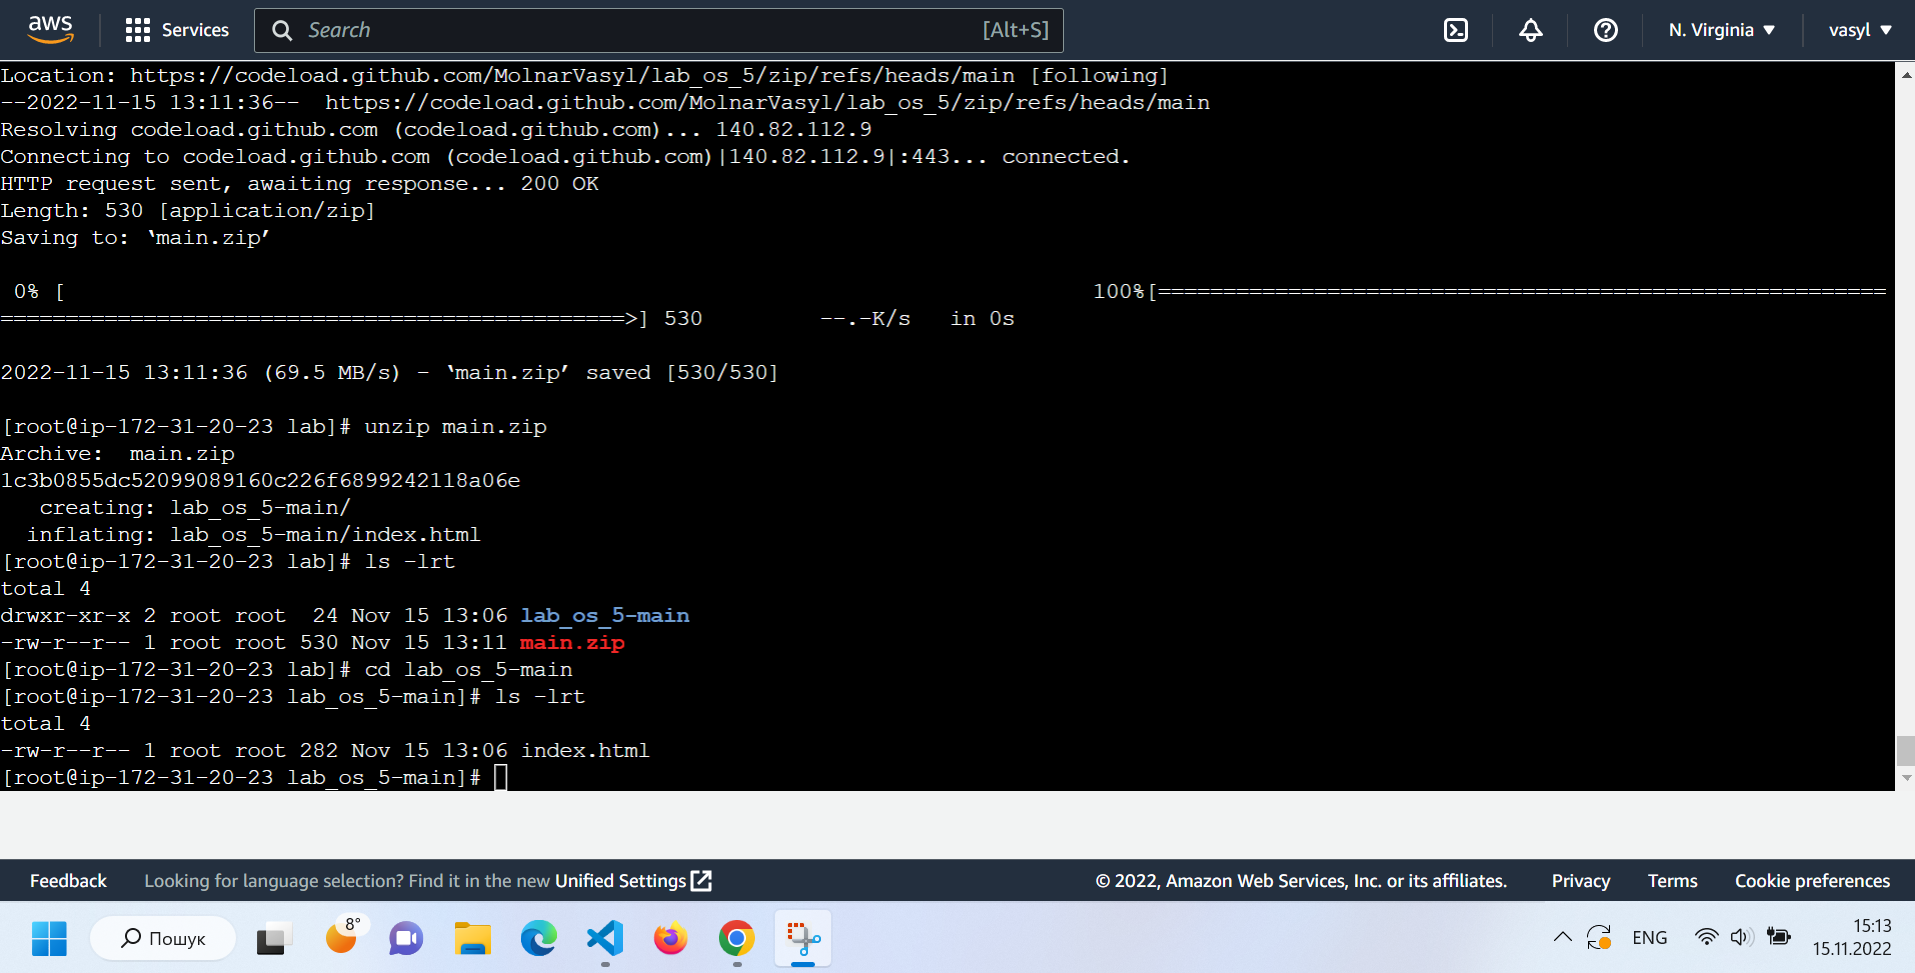 aws Services Search [Alt+S] N. Virginia vasyl
Location: https://codeload.github.com/MolnarVasyl/lab_os_5/zip/refs/heads/main [following]
--2022-11-15 13:11:36-- https://codeload.github.com/MolnarVasyl/lab_os_5/zip/refs/heads/main
Resolving codeload.github.com (codeload.github.com)... 140.82.112.9
Connecting to codeload.github.com (codeload.github.com)|140.82.112.9|:443... connected.
HTTP request sent, awaiting response... 200 OK
Length: 530 [application/zip]
Saving to: ‘main.zip’
0% [ 100%[========================================================
================================================>] 530 --.-K/s in 0s
2022-11-15 13:11:36 (69.5 MB/s) - ‘main.zip’ saved [530/530]
[root@ip-172-31-20-23 lab]# unzip main.zip
Archive: main.zip
1c3b0855dc52099089160c226f6899242118a06e
creating: lab_os_5-main/
inflating: lab_os_5-main/index.html
[root@ip-172-31-20-23 lab]# ls -lrt
total 4
drwxr-xr-x 2 root root 24 Nov 15 13:06 lab_os_5-main
-rw-r--r-- 1 root root 530 Nov 15 13:11 main.zip
[root@ip-172-31-20-23 lab]# cd lab_os_5-main
[root@ip-172-31-20-23 lab_os_5-main]# ls -lrt
total 4
-rw-r--r-- 1 root root 282 Nov 15 13:06 index.html
[root@ip-172-31-20-23 lab_os_5-main]#
Feedback Looking for language selection? Find it in the new Unified Settings © 2022, Amazon Web Services, Inc. or its affiliates. Privacy Terms Cookie preferences
Пошук 8° ENG 15:13
15.11.2022